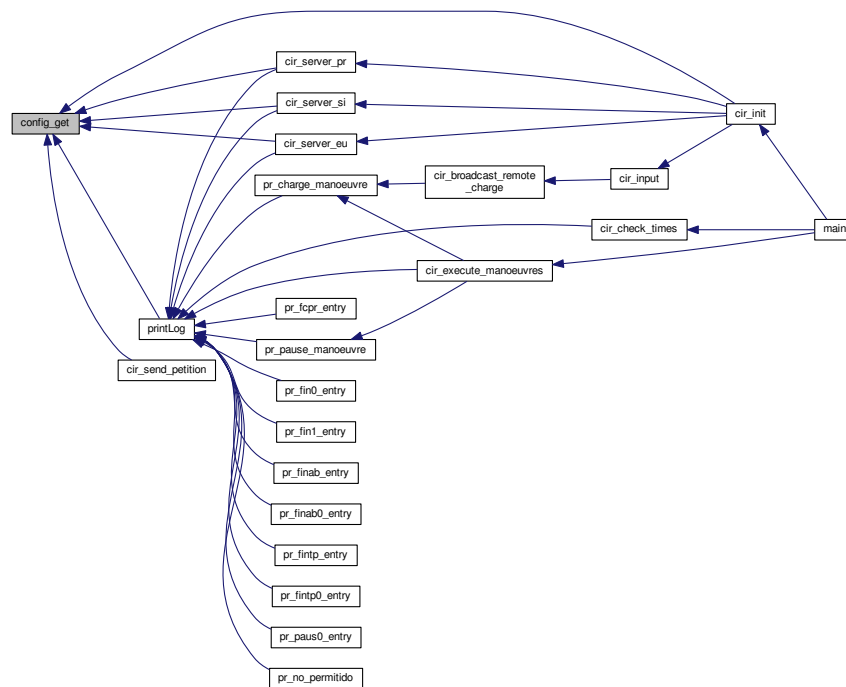 cir_server_pr
cir_server_si
config_get
cir_init
cir_server_eu
cir_broadcast_remote
_charge
cir_input
pr_charge_manoeuvre
cir_check_times
main
cir_execute_manoeuvres
pr_fcpr_entry
printLog
pr_pause_manoeuvre
cir_send_petition
pr_fin0_entry
pr_fin1_entry
pr_finab_entry
pr_finab0_entry
pr_fintp_entry
pr_fintp0_entry
pr_paus0_entry
pr_no_permitido